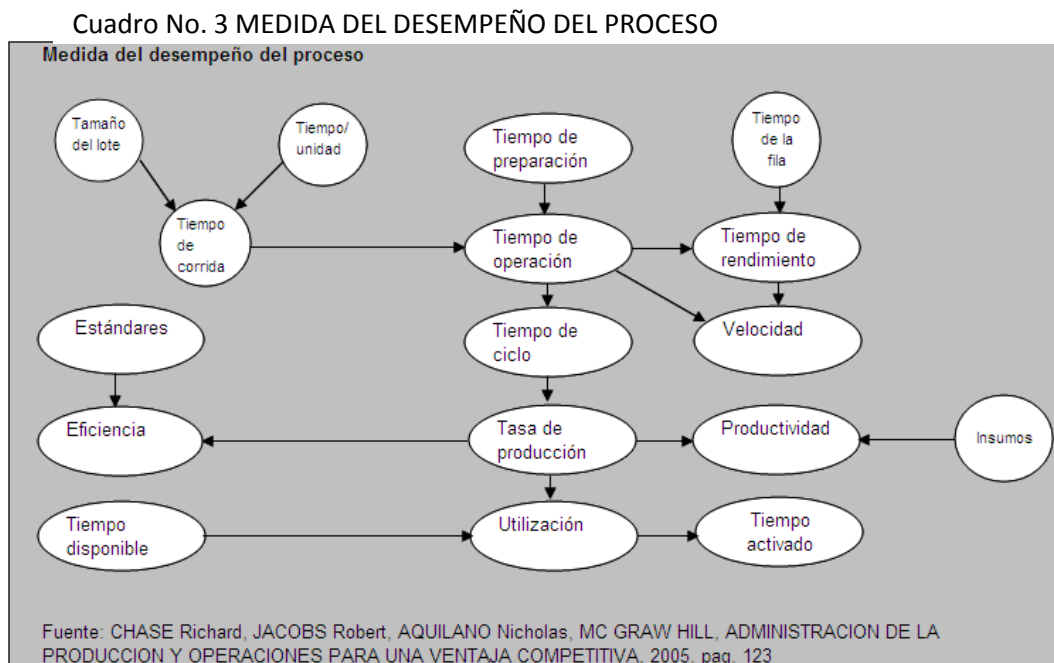 Cuadro No. 3 MEDIDA DEL DESEMPEÑO DEL PROCESO
Medida del desempeño del proceso
Tamaño
del lote
Tiempo/
unidad
Tiempo de
preparación
Tiempo
de la
fila
Tiempo
de
corrida
Tiempo de
operación
Tiempo de
rendimiento
Estándares
Tiempo de
ciclo
Velocidad
Eficiencia
Tasa de
producción
Productividad
Insumos
Tiempo
disponible
Utilización
Tiempo
activado
Fuente: CHASE Richard, JACOBS Robert, AQUILANO Nicholas, MC GRAW HILL, ADMINISTRACION DE LA
PRODUCCION Y OPERACIONES PARA UNA VENTAJA COMPETITIVA, 2005, pag. 123